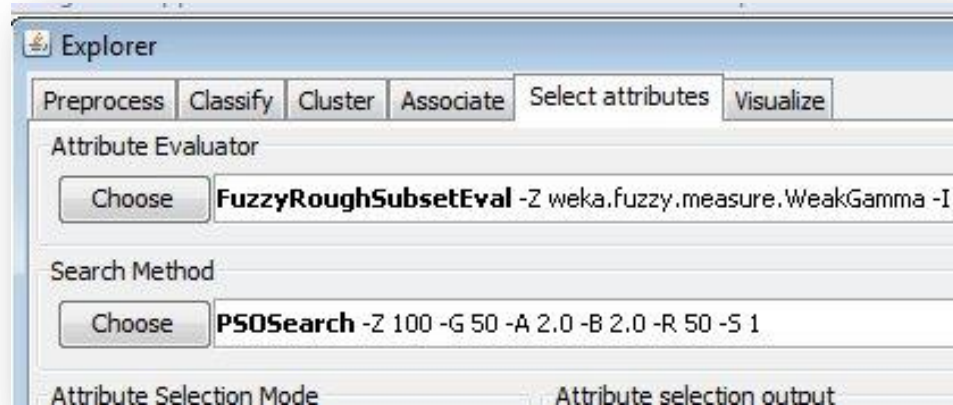 Explorer
Preprocess Classify Cluster Associate Select attributes Visualize
Attribute Evaluator
Choose FuzzyRoughSubsetEval -Z weka.fuzzy.measure.WeakGamma -I
Search Method
Choose PSOSearch -Z 100 -G 50 -A 2.0 -B 2.0 -R 50 -S 1
Attribute Selection Mode Attribute selection output